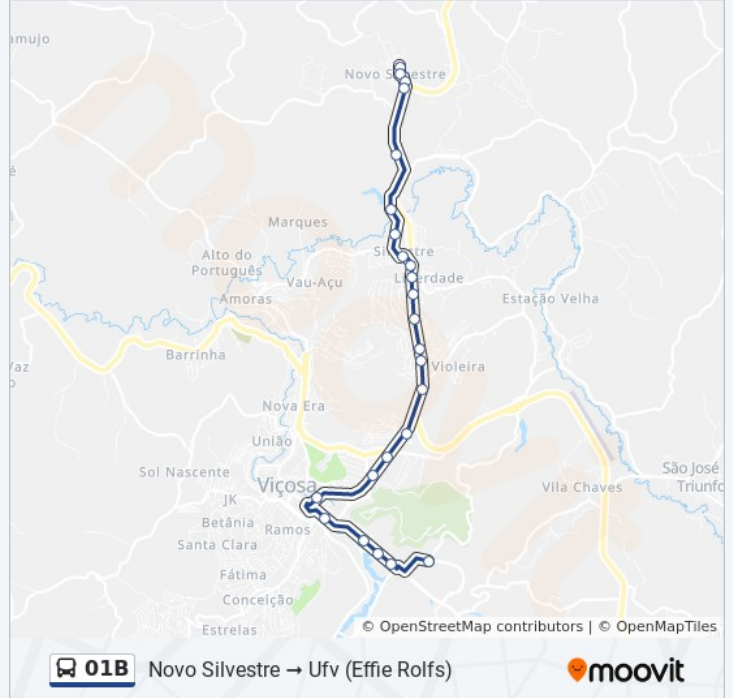 amujo
Novo Silvestre
Marques
Alto do
Português
Silvestre
Vau-Açu
Liberdade
Amoras
Estação Velha
Barrinha
Violeira
Nova Era
União
Sol Nascente
São José
Triunfo
Viçosa
Vila Chaves
JK
Betânia
Ramos
Santa Clara
Fátima
Conceição
Estrelas
© OpenStreetMap contributors | © OpenMapTiles
01B Novo Silvestre → Ufv (Effie Rolfs)
moovit